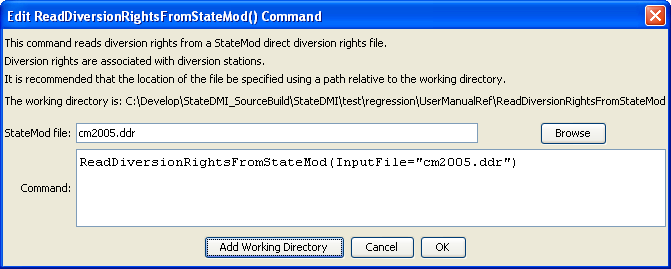 Edit ReadDiversionRightsFromStateMod() Command
This command reads diversion rights from a StateMod direct diversion rights file.
Diversion rights are associated with diversion stations.
It is recommended that the location of the file be specified using a path relative to the working directory.
The working directory is: C:\Develop\StateDMI_SourceBuild\StateDMI\test\regression\UserManualRef\ReadDiversionRightsFromStateMod
StateMod file: cm2005.ddr Browse
Command: ReadDiversionRightsFromStateMod(InputFile="cm2005.ddr")
Add Working Directory Cancel OK